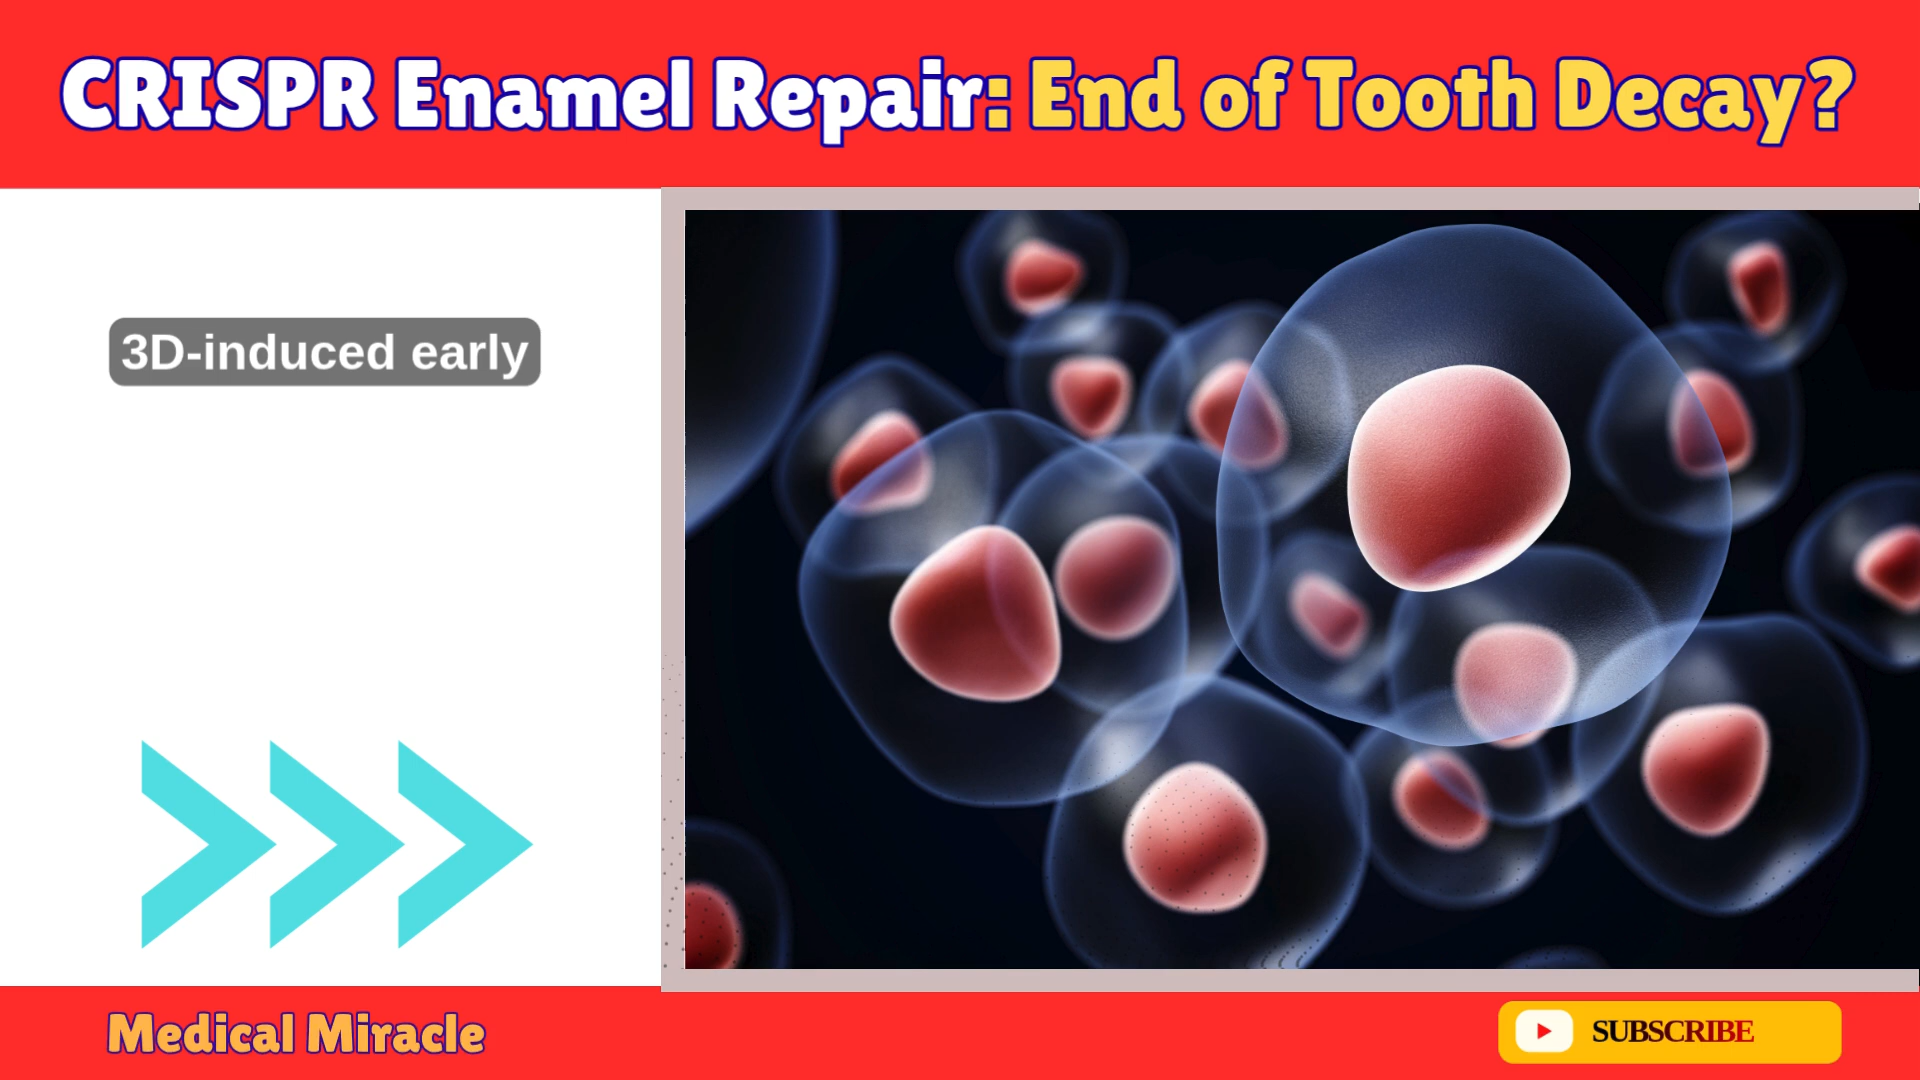 CRISPR Enamel Repair: End of Tooth Decay?
3D-induced early
Medical Miracle
SUBSCRIBE